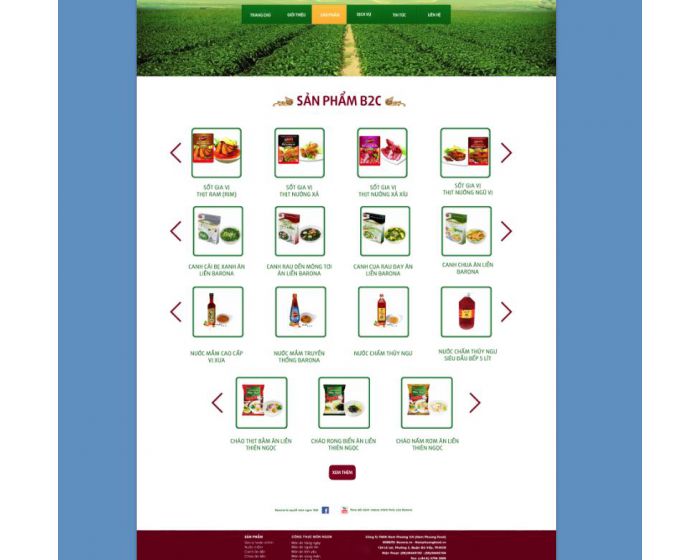 TRANG CHỦ GIỚI THIỆU SẢN PHẨM DỊCH VỤ TIN TỨC LIÊN HỆ
SẢN PHẨM B2C
SỐT GIA VỊ
THỊT RAM (RIM)
SỐT GIA VỊ
THỊT NƯỚNG XẢ
SỐT GIA VỊ
THỊT NƯỚNG XÁ XÍU
SỐT GIA VỊ
THỊT NƯỚNG NGŨ VỊ
CANH CẢI BẸ XANH ĂN
LIỀN BARONA
CANH RAU DỀN MỒNG TƠI
ĂN LIỀN BARONA
CANH CUA RAU ĐAY ĂN
LIỀN BARONA
CANH CHUA ĂN LIỀN
BARONA
NƯỚC MẮM CAO CẤP
VỊ XƯA
NƯỚC MẮM TRUYỀN
THỐNG BARONA
NƯỚC CHẤM THỦY NGƯ
NƯỚC CHẤM THỦY NGƯ
SIÊU ĐẦU BẾP 5 LÍT
CHÁO THỊT BẰM ĂN LIỀN
THIÊN NGỌC
CHÁO RONG BIỂN ĂN LIỀN
THIÊN NGỌC
CHÁO NẤM RƠM ĂN LIỀN
THIÊN NGỌC
XEM THÊM
SẢN PHẨM
CÔNG THỨC MÓN NGON